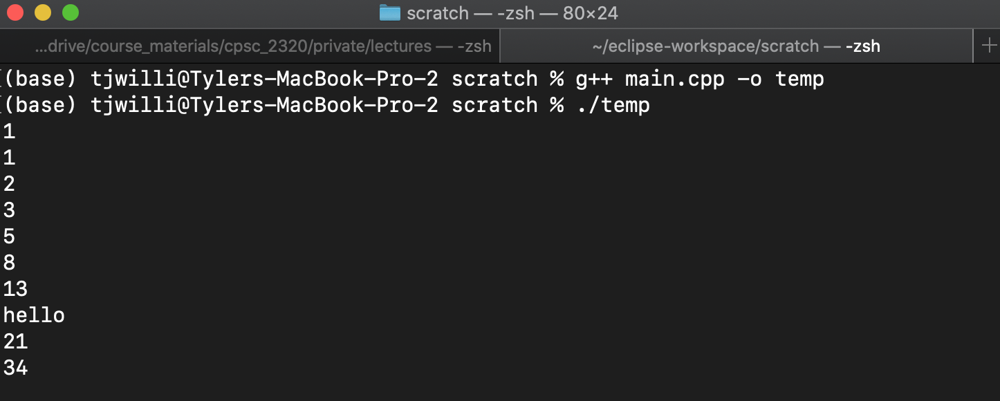 scratch — -zsh — 80×24
...drive/course_materials/cpsc_2320/private/lectures — -zsh
~/eclipse-workspace/scratch — -zsh
(base) tjwilli@Tylers-MacBook-Pro-2 scratch % g++ main.cpp -o temp
(base) tjwilli@Tylers-MacBook-Pro-2 scratch % ./temp
1
1
2
3
5
8
13
hello
21
34